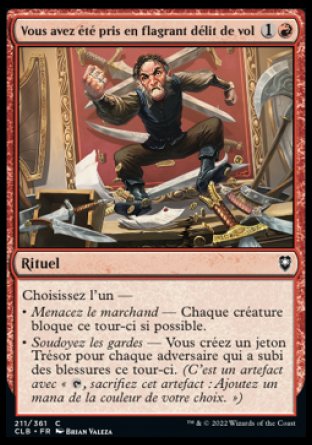 Vous avez été pris en flagrant délit de vol 1
Rituel
Choisissez l'un —
• Menacez le marchand — Chaque créature
bloque ce tour-ci si possible.
• Soudoyez les gardes — Vous créez un jeton
Trésor pour chaque adversaire qui a subi
des blessures ce tour-ci. (C'est un artefact
avec « , sacrifiez cet artefact : Ajoutez un
mana de la couleur de votre choix. »)
211/361 C
CLB • FR Brian Valeza
™ & © 2022 Wizards of the Coast